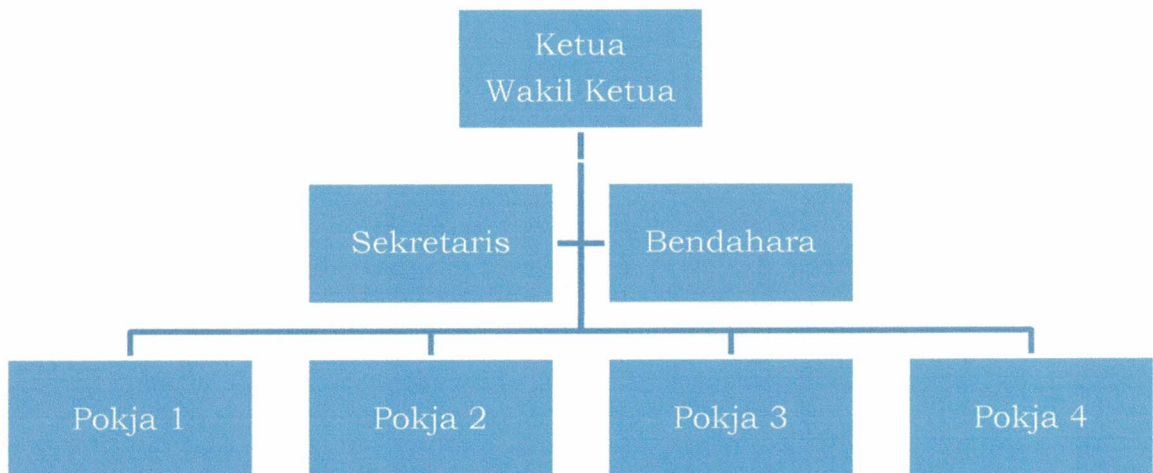 Ketua
Wakil Ketua
Sekretaris
Bendahara
Pokja 1
Pokja 2
Pokja 3
Pokja 4